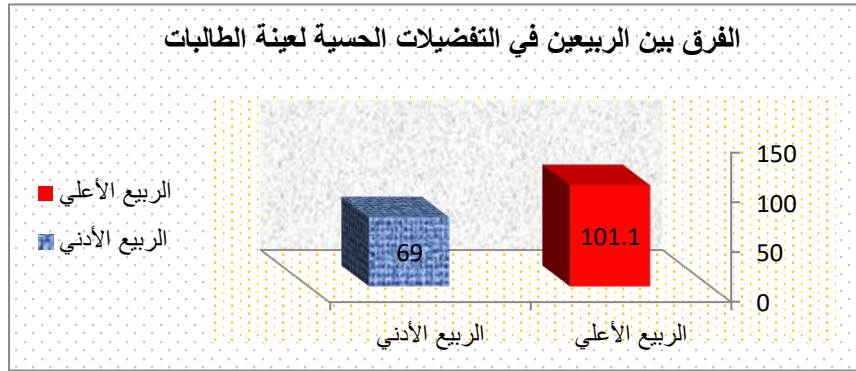 الفرق بين الربيعين في التفضيلات الحسية لعينة الطالبات
150
100
50
0
101.1
69
الربيع الأعلي
الربيع الأدني
الربيع الأعلي
الربيع الأدني